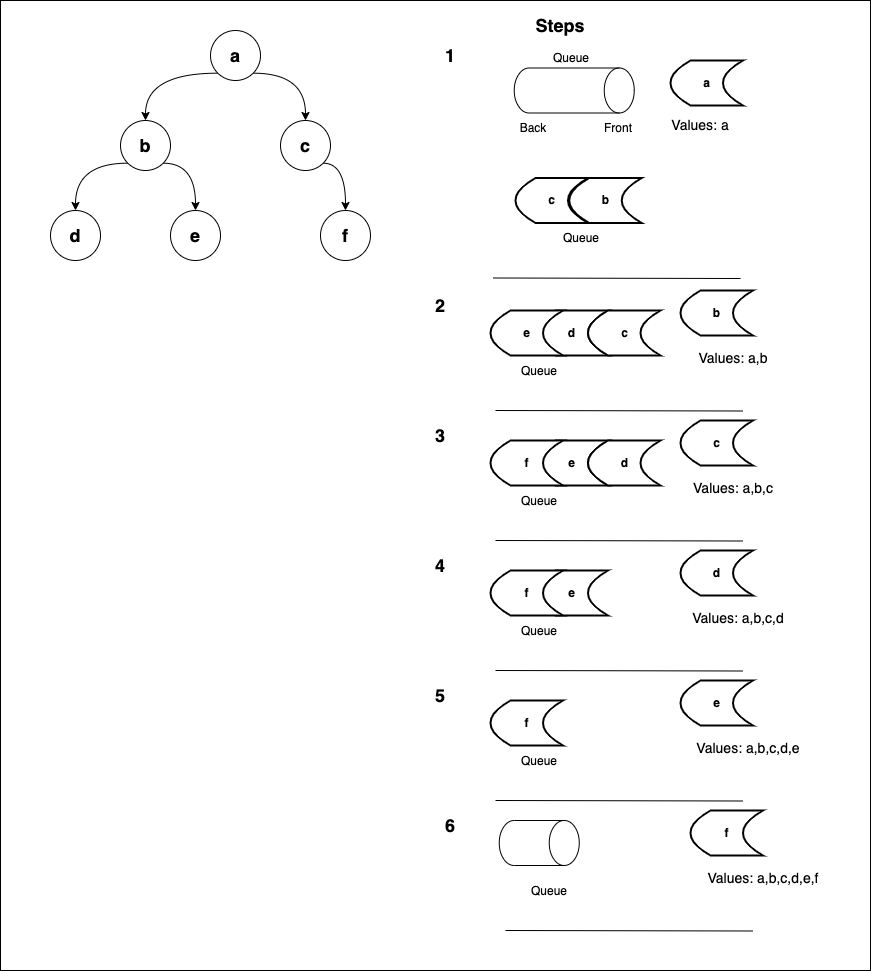 a
b
c
d
e
f
Steps
1
Queue
Back
Front
a
Values: a
c
b
Queue
2
e
d
c
Queue
b
Values: a,b
3
f
e
d
Queue
c
Values: a,b,c
4
f
e
Queue
d
Values: a,b,c,d
5
f
Queue
e
Values: a,b,c,d,e
6
Queue
f
Values: a,b,c,d,e,f